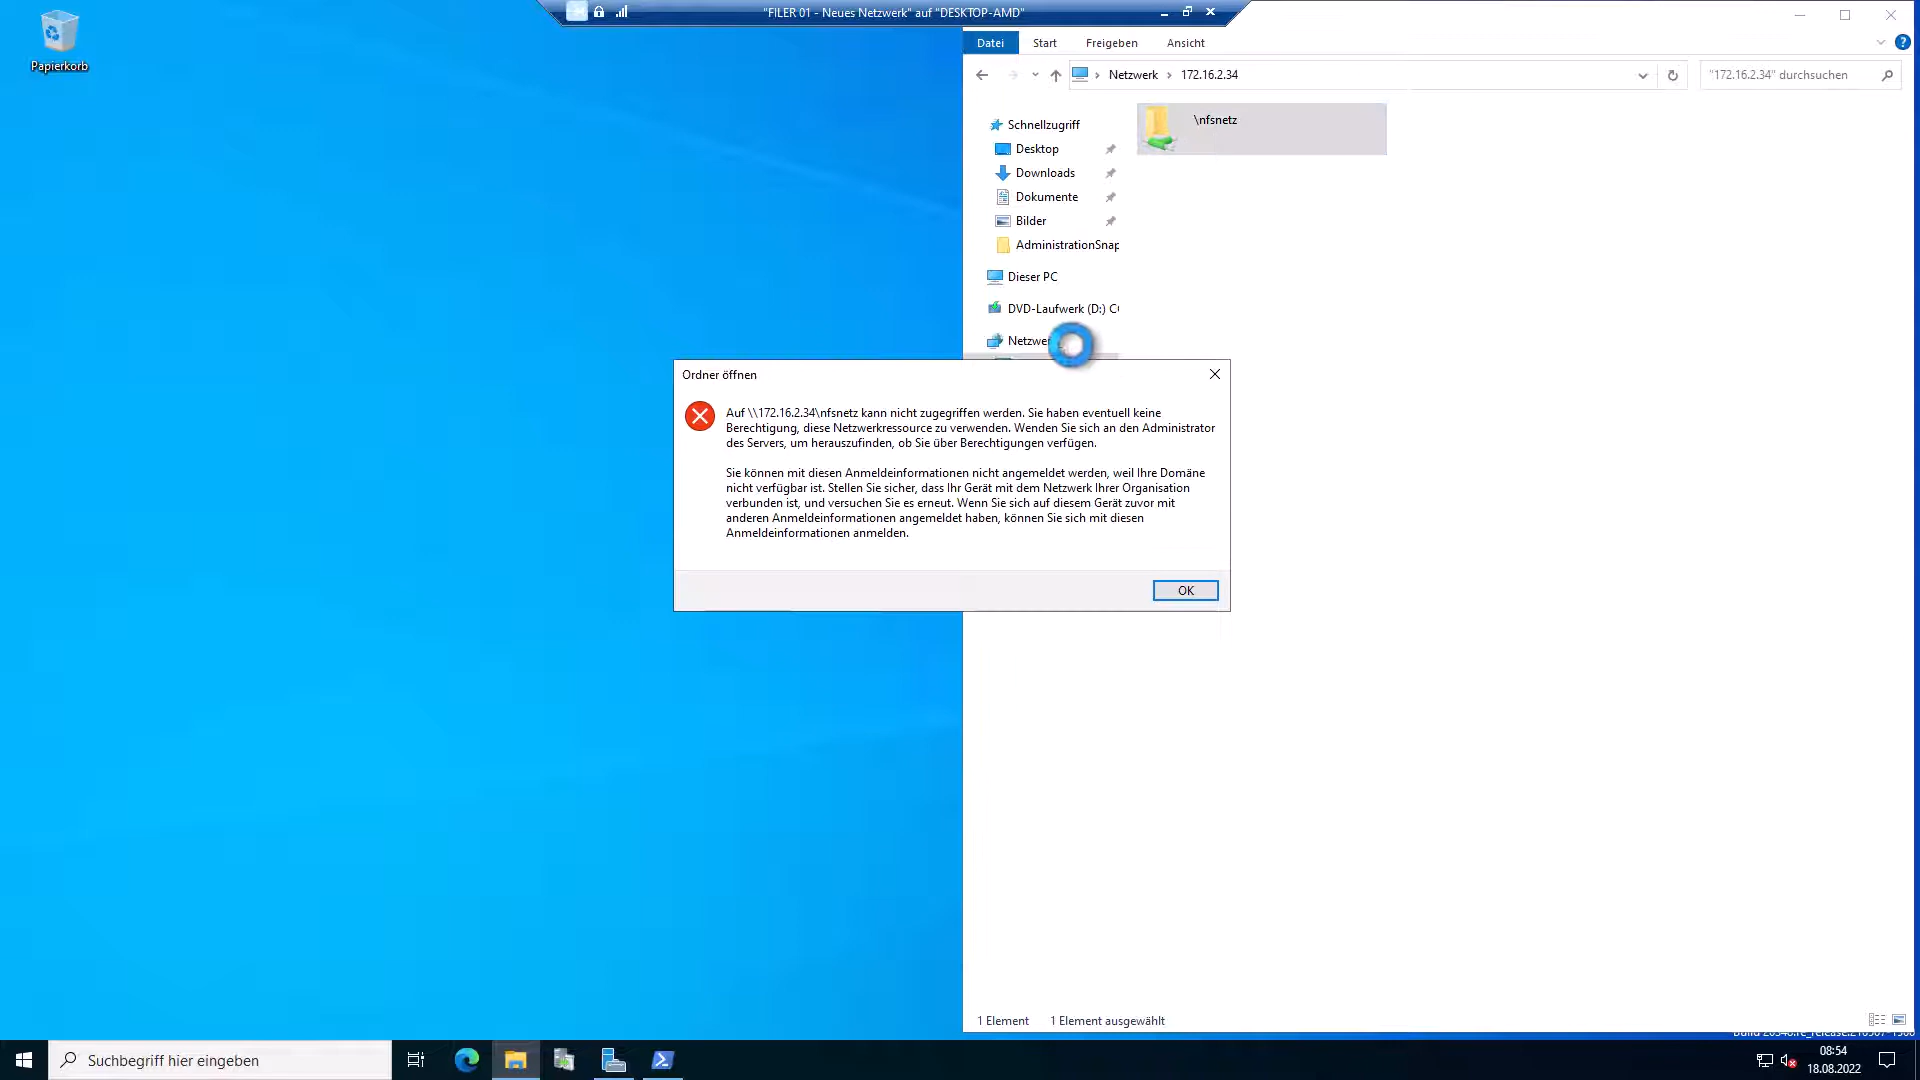 "FILER 01 - Neues Netzwerk" auf "DESKTOP-AMD"
Papierkorb
Datei Start Freigeben Ansicht
Netzwerk 172.16.2.34
"172.16.2.34" durchsuchen
Schnellzugriff
Desktop
Downloads
Dokumente
Bilder
AdministrationSnap
Dieser PC
DVD-Laufwerk (D:)
\nfsnetz
Ordner öffnen
Auf \\172.16.2.34\nfsnetz kann nicht zugegriffen werden. Sie haben eventuell keine
Berechtigung, diese Netzwerkressource zu verwenden. Wenden Sie sich an den Administrator
des Servers, um herauszufinden, ob Sie über Berechtigungen verfügen.
Sie können mit diesen Anmeldeinformationen nicht angemeldet werden, weil Ihre Domäne
nicht verfügbar ist. Stellen Sie sicher, dass Ihr Gerät mit dem Netzwerk Ihrer Organisation
verbunden ist, und versuchen Sie es erneut. Wenn Sie sich auf diesem Gerät zuvor mit
anderen Anmeldeinformationen angemeldet haben, können Sie sich mit diesen
Anmeldeinformationen anmelden.
OK
1 Element 1 Element ausgewählt
Suchbegriff hier eingeben
08:54
18.08.2022